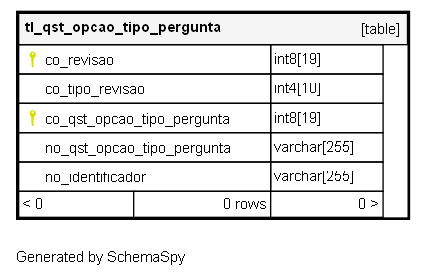 tl_qst_opcao_tipo_pergunta [table]
co_revisao int8[19]
co_tipo_revisao int4[10]
co_qst_opcao_tipo_pergunta int8[19]
no_qst_opcao_tipo_pergunta varchar[255]
no_identificador varchar[255]
< 0 0 rows 0 >
Generated by SchemaSpy